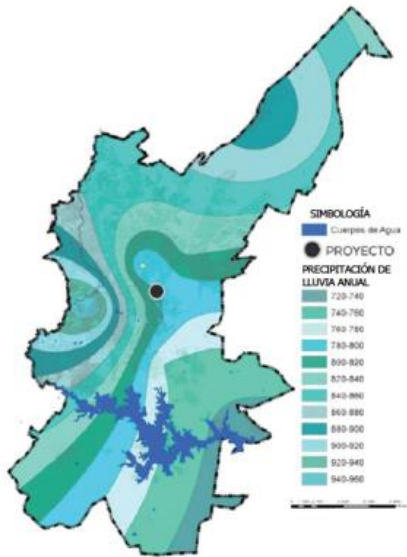 SIMBOLOGÍA
Cuerpos de Agua
PROYECTO
PRECIPITACIÓN DE
LLUVIA ANUAL
720-740
740-760
760-780
780-800
800-820
820-840
840-860
860-880
880-900
900-920
920-940
940-960